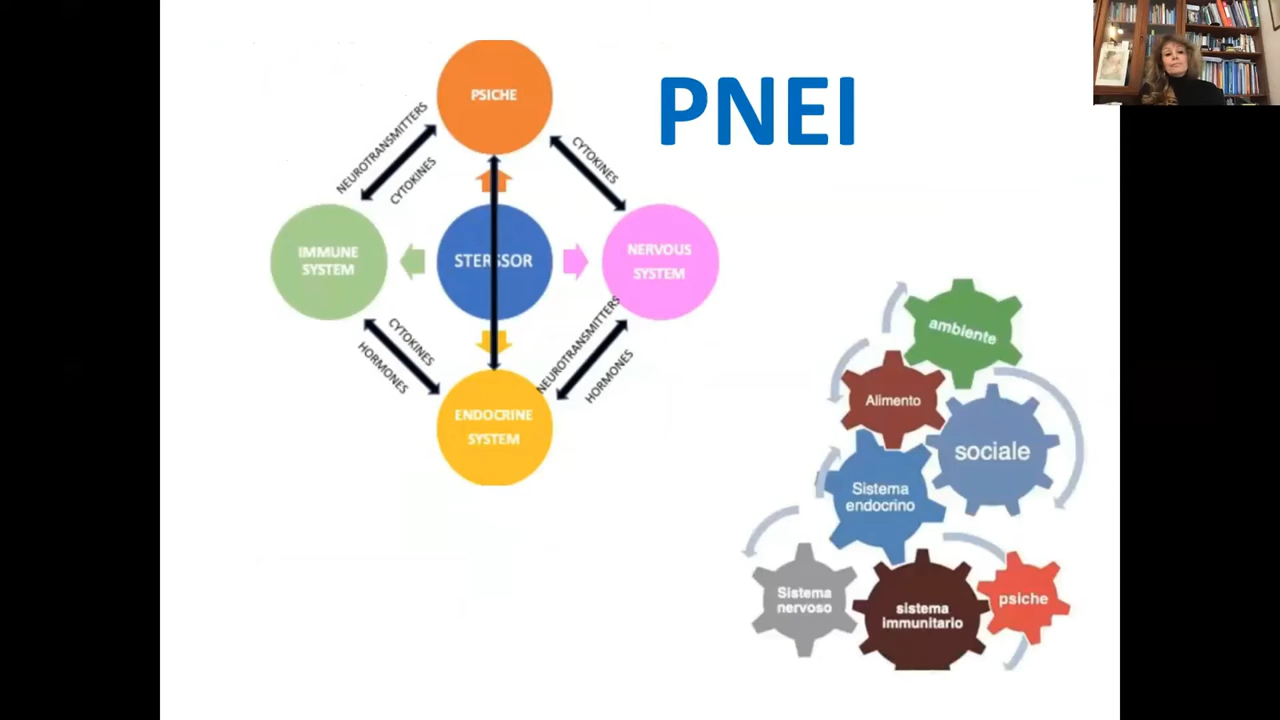 PNEI
PSICHE
NEUROTRANSMITTERS
CYTOKINES
CYTOKINES
IMMUNE
SYSTEM
STERSSOR
NERVOUS
SYSTEM
CYTOKINES
HORMONES
NEUROTRANSMITTERS
HORMONES
ENDOCRINE
SYSTEM
ambiente
Alimento
sociale
Sistema
endocrino
Sistema
nervoso
sistema
immunitario
psiche